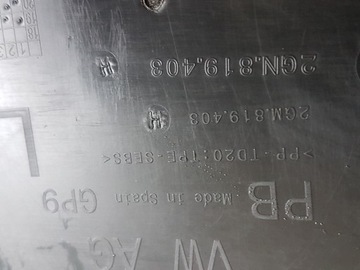 2GN.819.403
2GM.819.403
>PP-TD20:TPE-SEBS<
PB Made in Spain GP9
VW AG